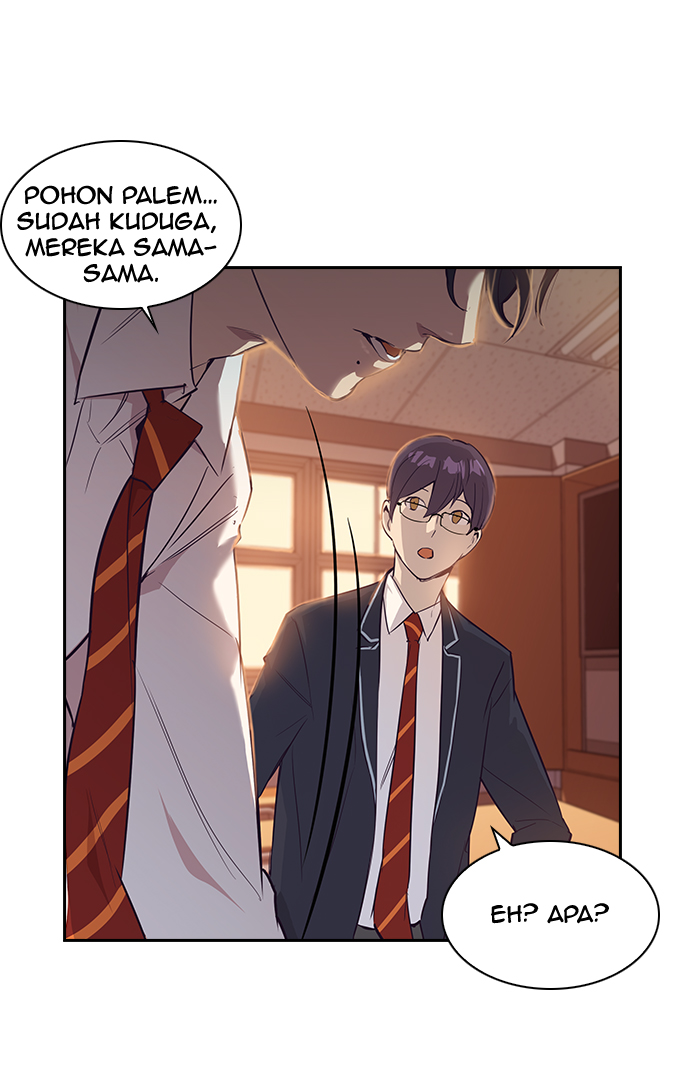 POHON PALEM...
SUDAH KUDUGA,
MEREKA SAMA-
SAMA.
EH? APA?